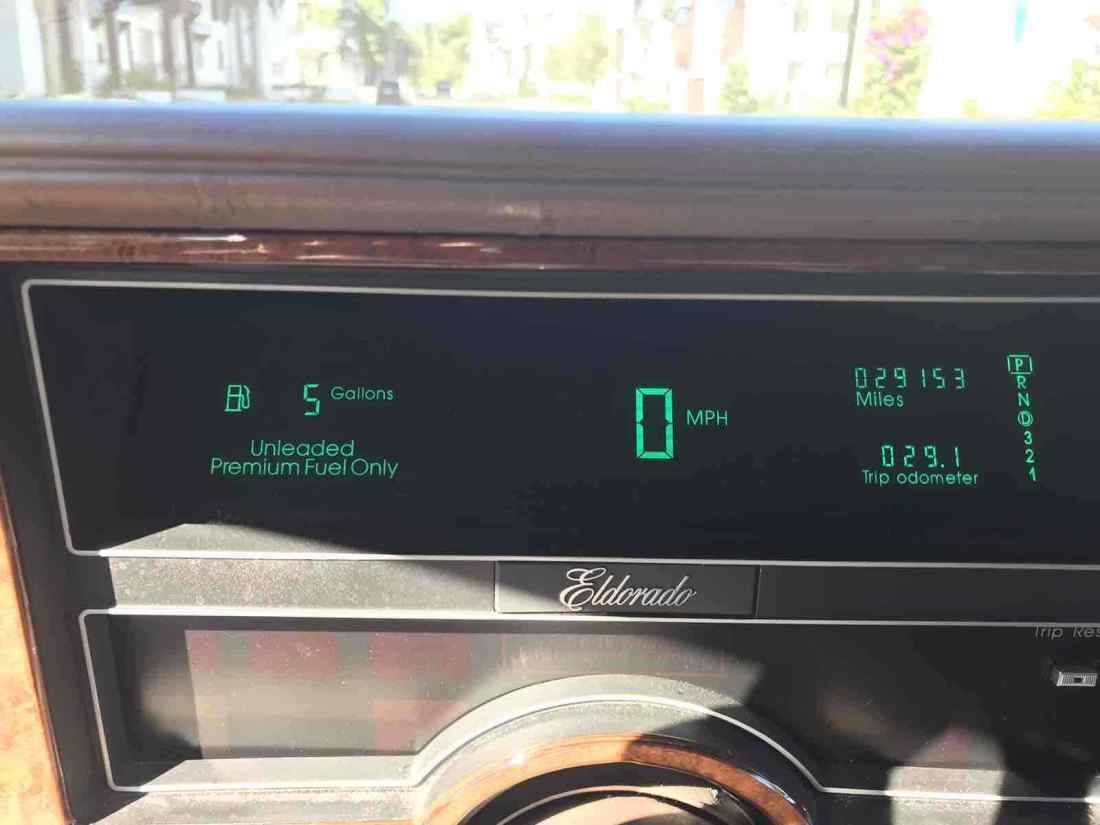 5 Gallons
Unleaded
Premium Fuel Only
0 MPH
029153
Miles
029.1
Trip odometer
P
R
N
D
3
2
1
Eldorado
Trip Res